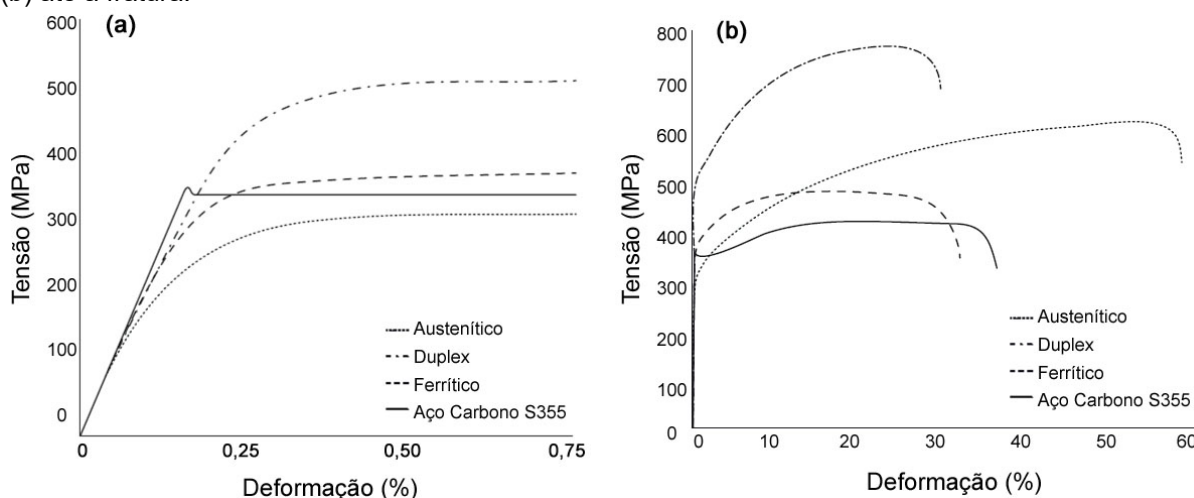 (b) até a fratura.
(a)
600
500
400
300
200
100
0
Tensão (MPa)
Austenítico
Duplex
Ferrítico
Aço Carbono S355
0
0,25
0,50
0,75
Deformação (%)
(b)
800
700
600
500
400
300
200
100
0
Tensão (MPa)
Austenítico
Duplex
Ferrítico
Aço Carbono S355
0
10
20
30
40
50
60
Deformação (%)